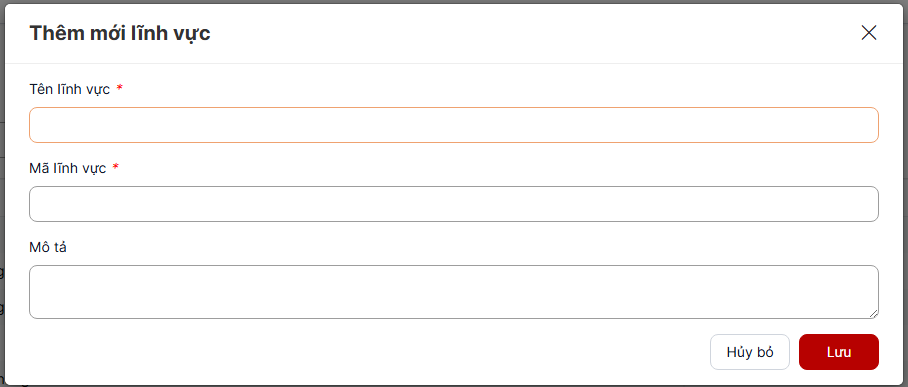 Thêm mới lĩnh vực
Tên lĩnh vực *
Mã lĩnh vực *
Mô tả
Hủy bỏ
Lưu